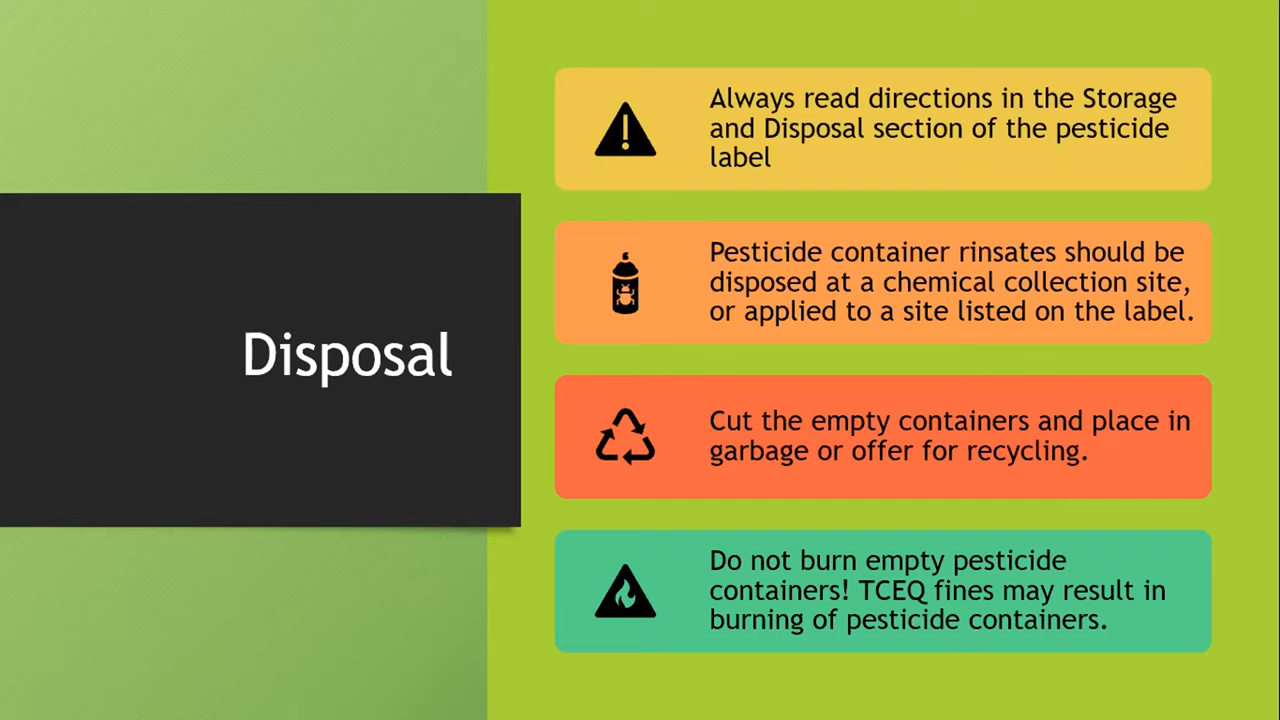 Disposal
Always read directions in the Storage
and Disposal section of the pesticide
label
Pesticide container rinsates should be
disposed at a chemical collection site,
or applied to a site listed on the label.
Cut the empty containers and place in
garbage or offer for recycling.
Do not burn empty pesticide
containers! TCEQ fines may result in
burning of pesticide containers.